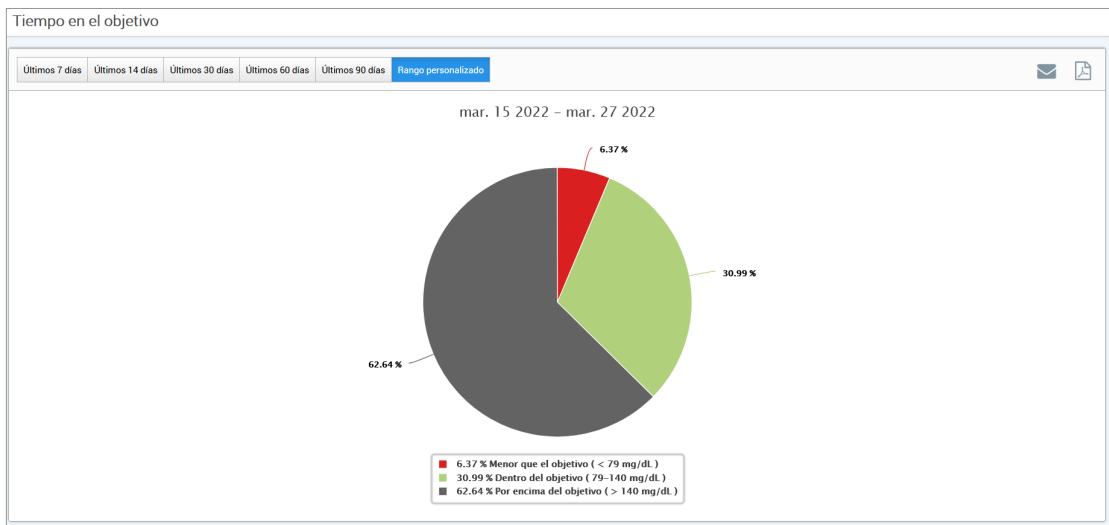 Tiempo en el objetivo
Últimos 7 días Últimos 14 días Últimos 30 días Últimos 60 días Últimos 90 días Rango personalizado
mar. 15 2022 – mar. 27 2022
6.37 %
30.99 %
62.64 %
6.37 % Menor que el objetivo ( < 79 mg/dL )
30.99 % Dentro del objetivo ( 79–140 mg/dL )
62.64 % Por encima del objetivo ( > 140 mg/dL )